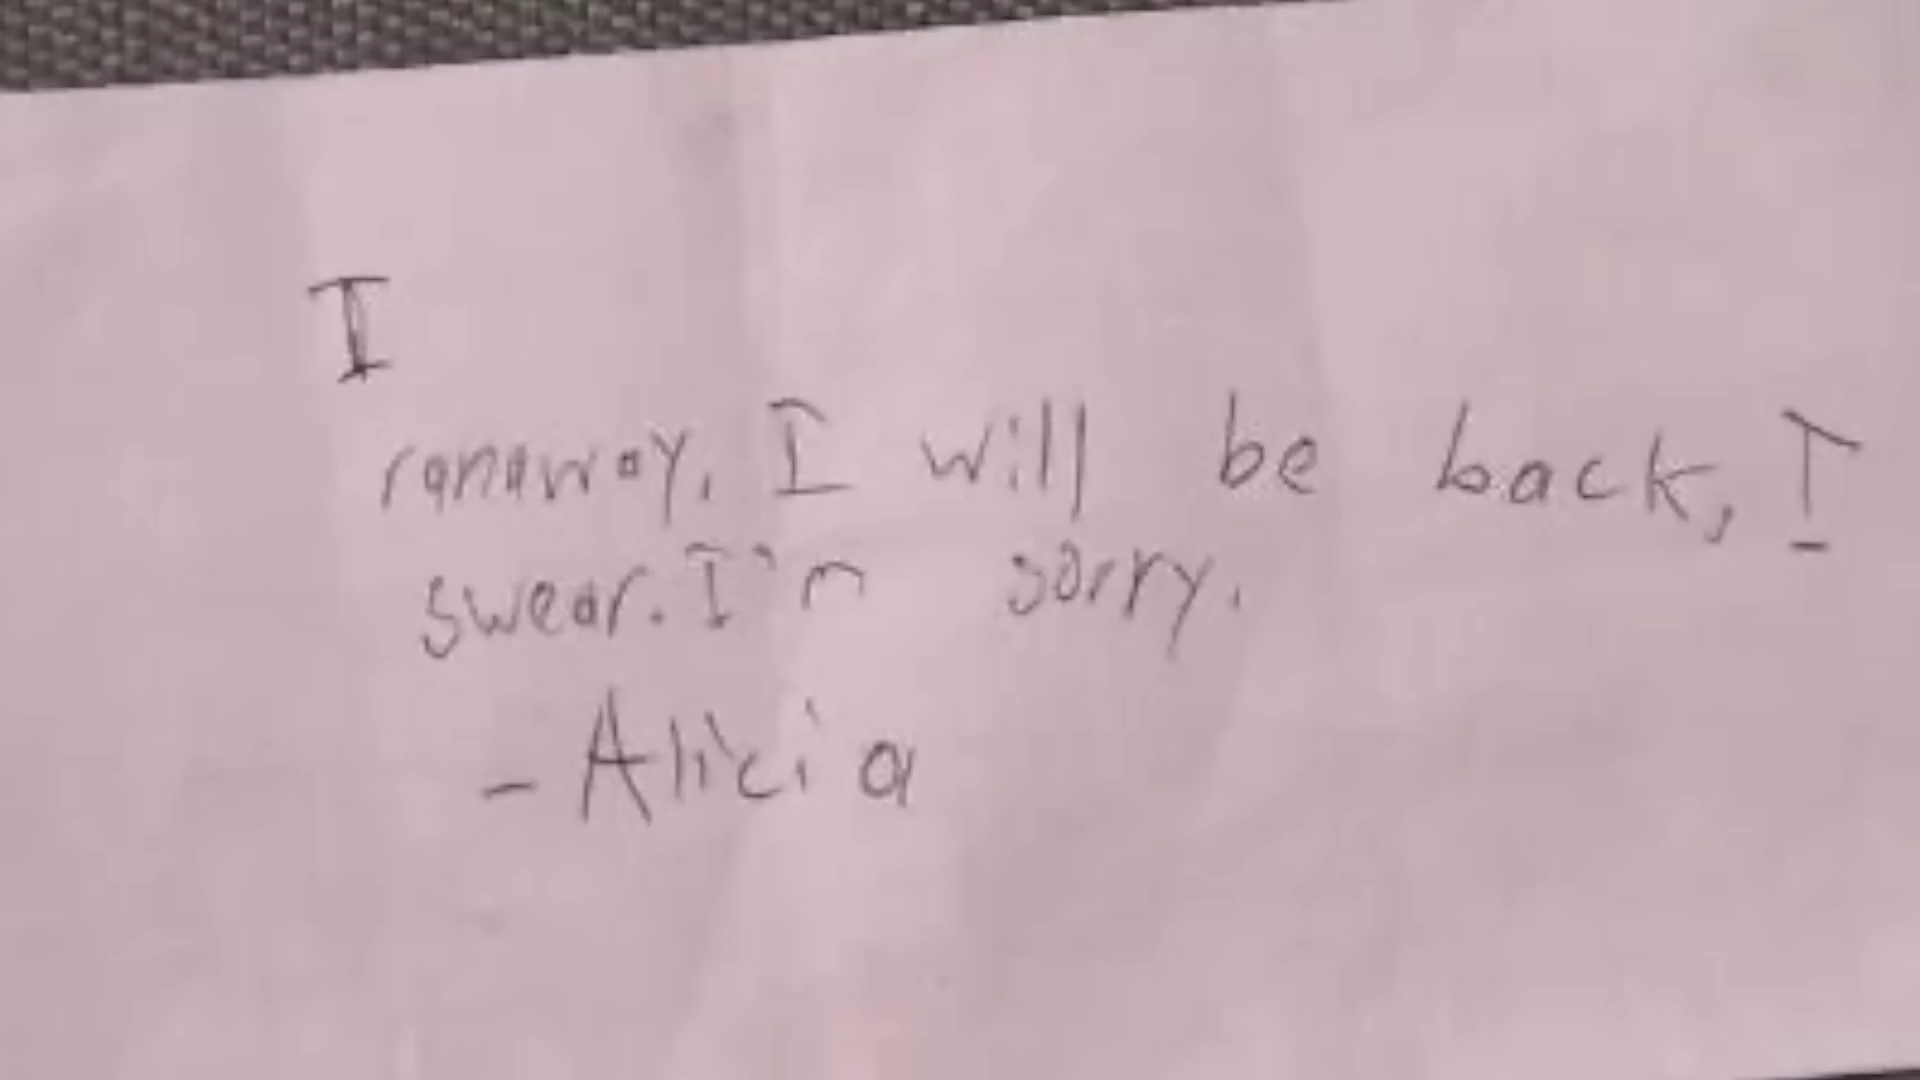 I
ranaway. I will be back, I
swear. I'm sorry.
- Alicia